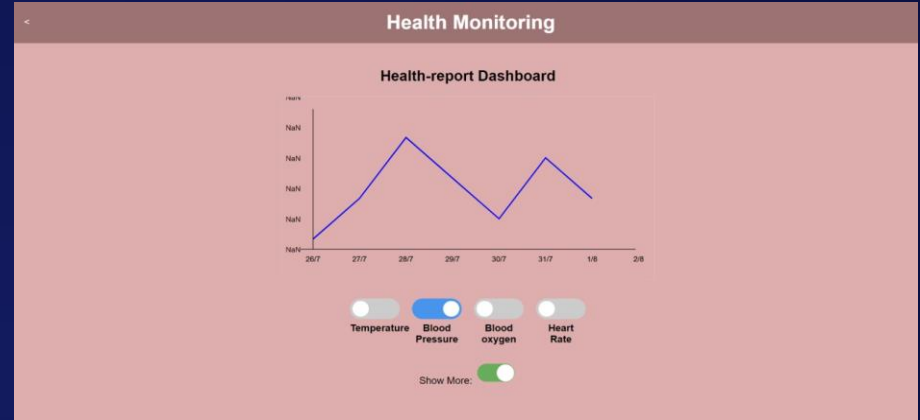 <
Health Monitoring
Health-report Dashboard
NaN
NaN
NaN
NaN
NaN
NaN
26/7 27/7 28/7 29/7 30/7 31/7 1/8 2/8
Temperature Blood Pressure Blood oxygen Heart Rate
Show More: